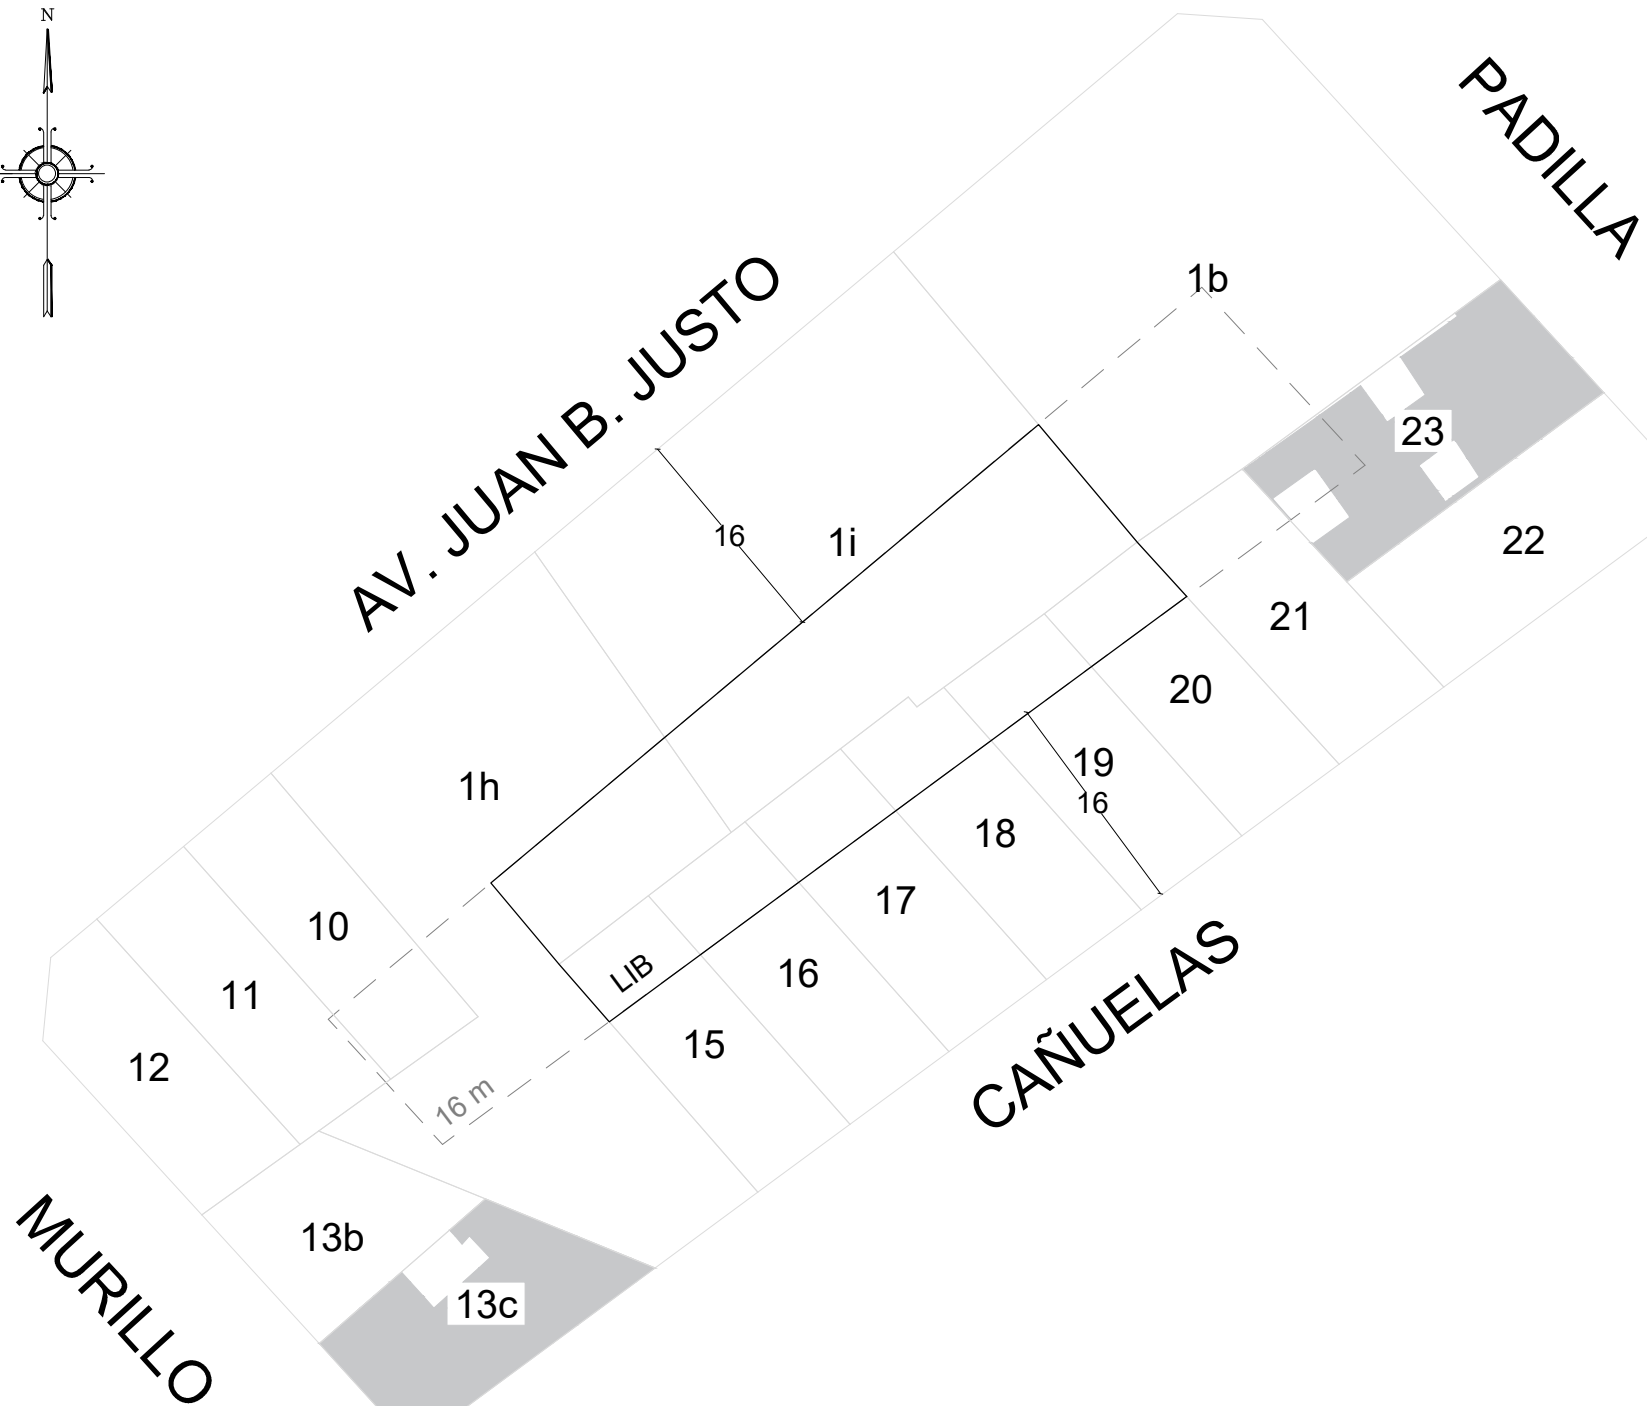 N
PADILLA
1b
AV. JUAN B. JUSTO
23
16
1i
22
21
20
19
16
1h
18
17
10
LIB
16
11
15
12
16 m
CAÑUELAS
13b
13c
MURILLO